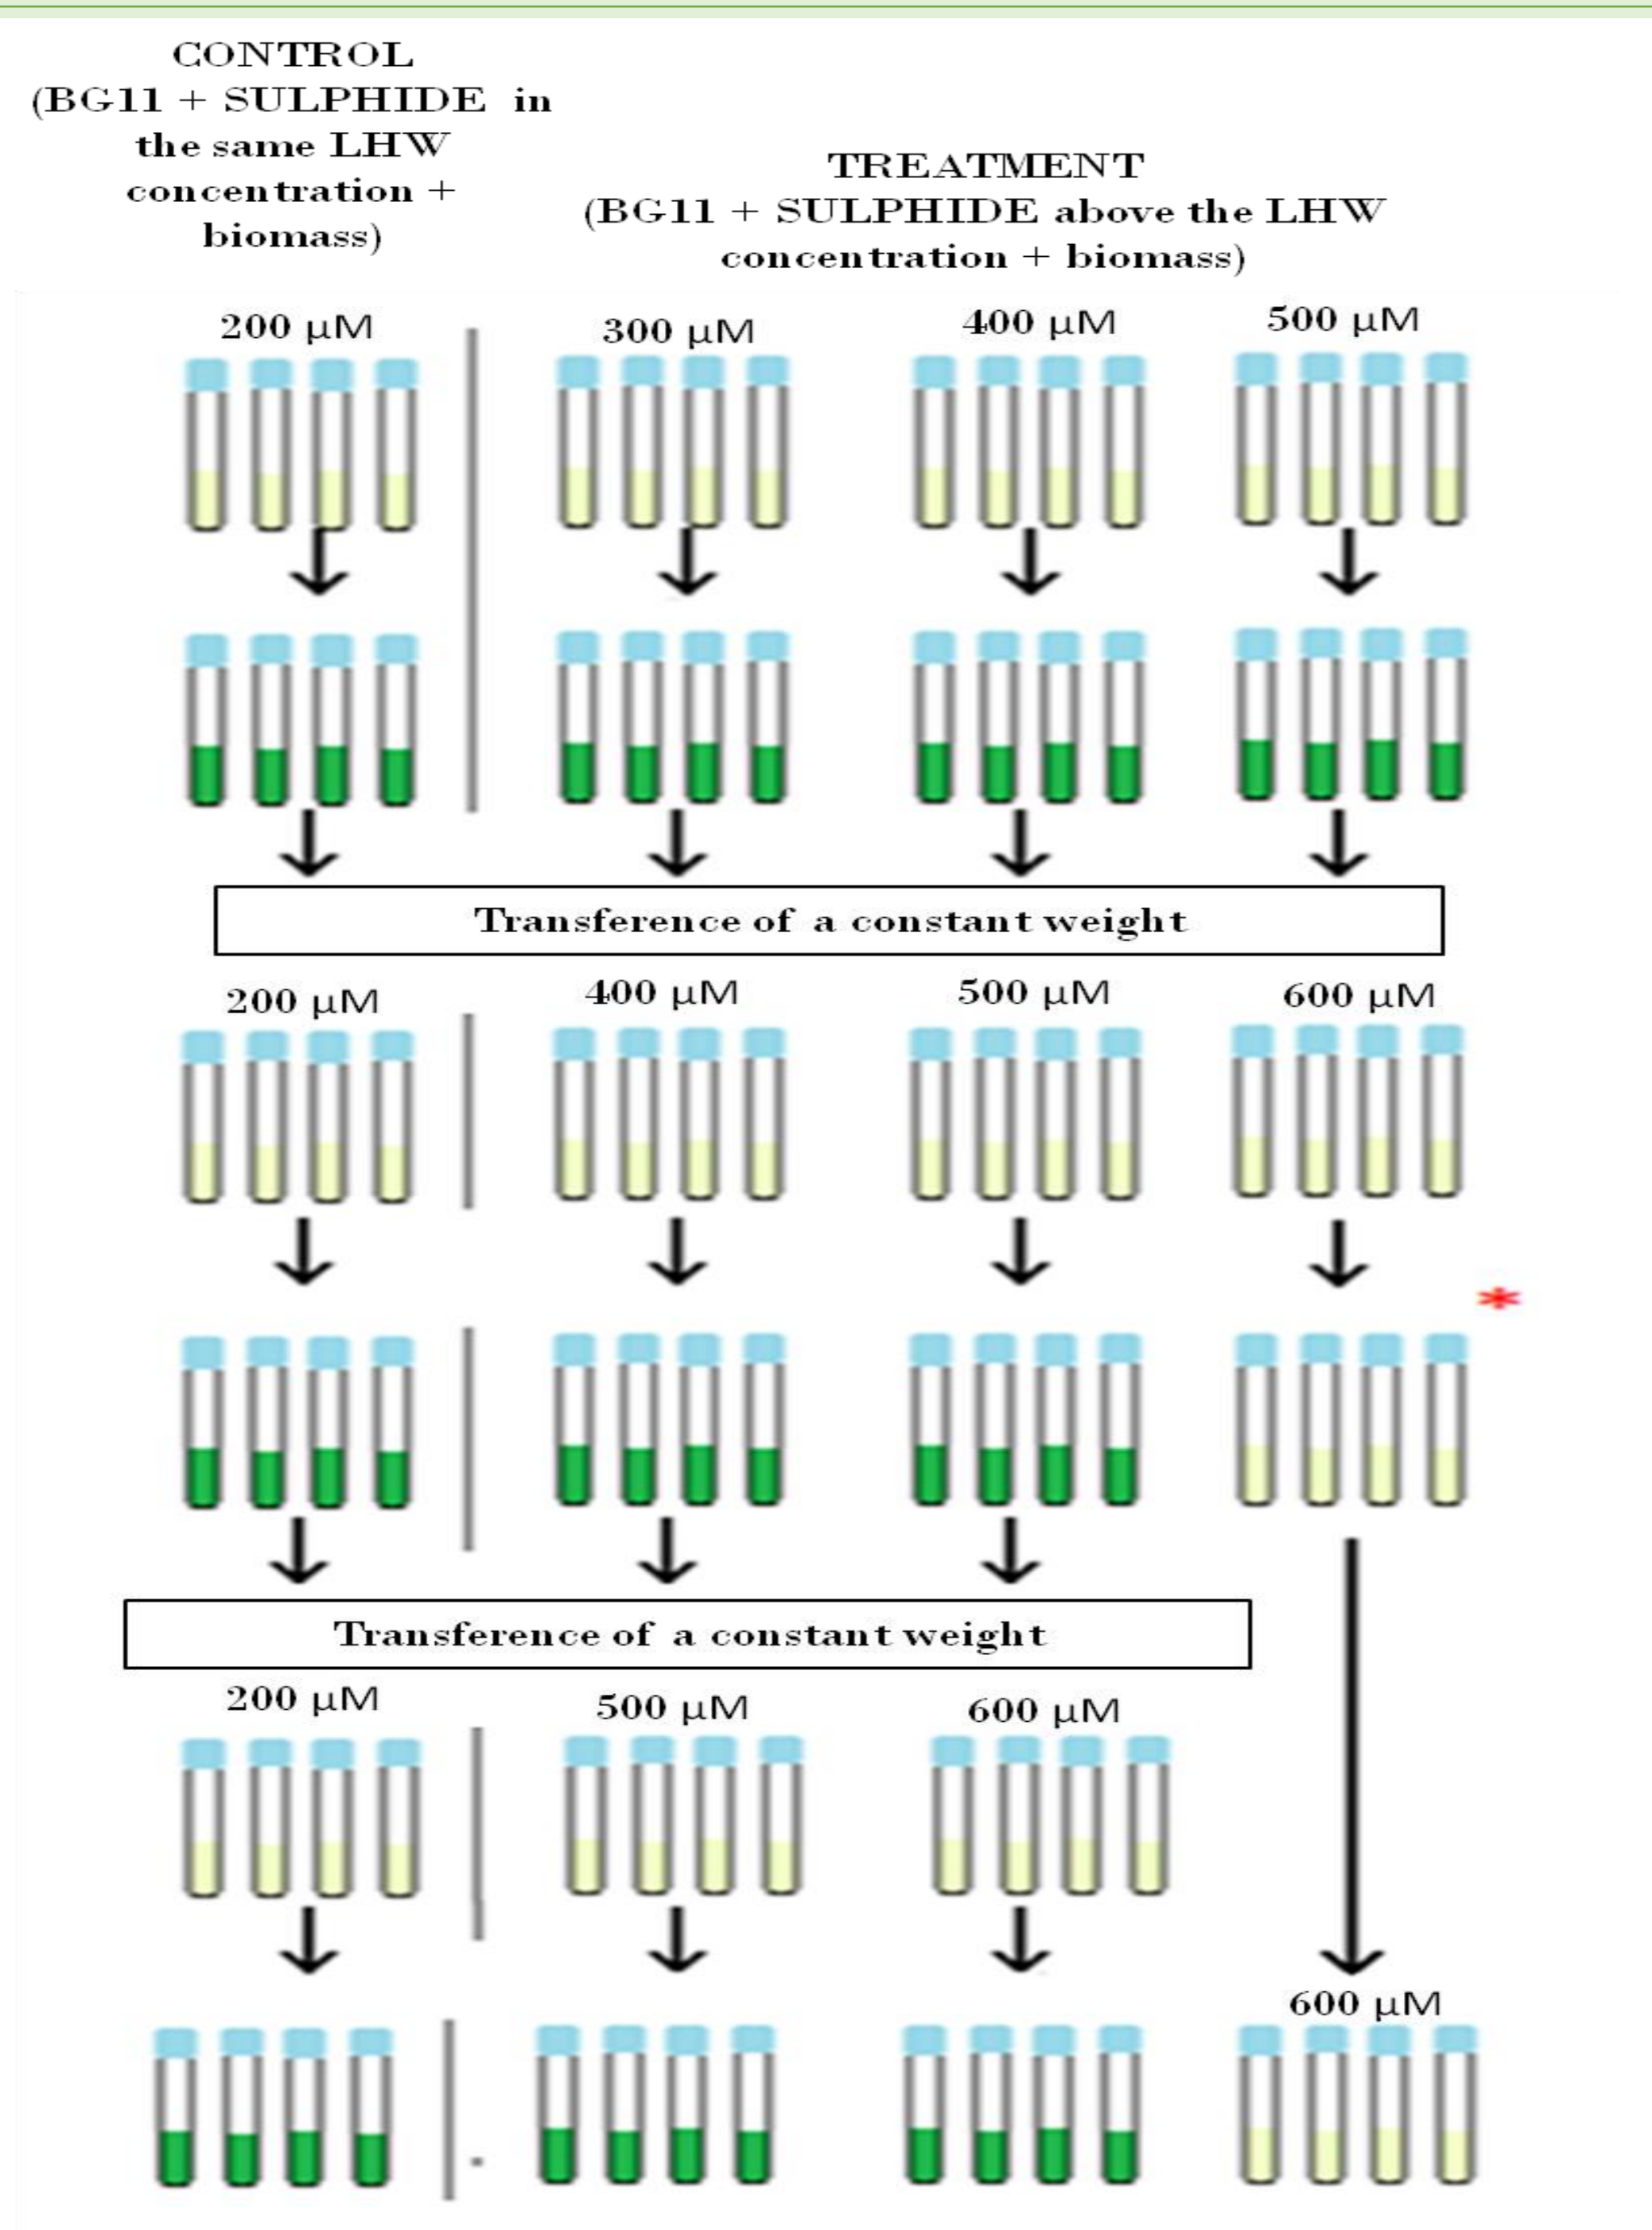 CONTROL
(BG11 + SULPHIDE in
the same LHW
concentration +
biomass)
TREATMENT
(BG11 + SULPHIDE above the LHW
concentration + biomass)
200 µM
300 µM
400 µM
500 µM
Transference of a constant weight
200 µM
400 µM
500 µM
600 µM
*
Transference of a constant weight
200 µM
500 µM
600 µM
600 µM